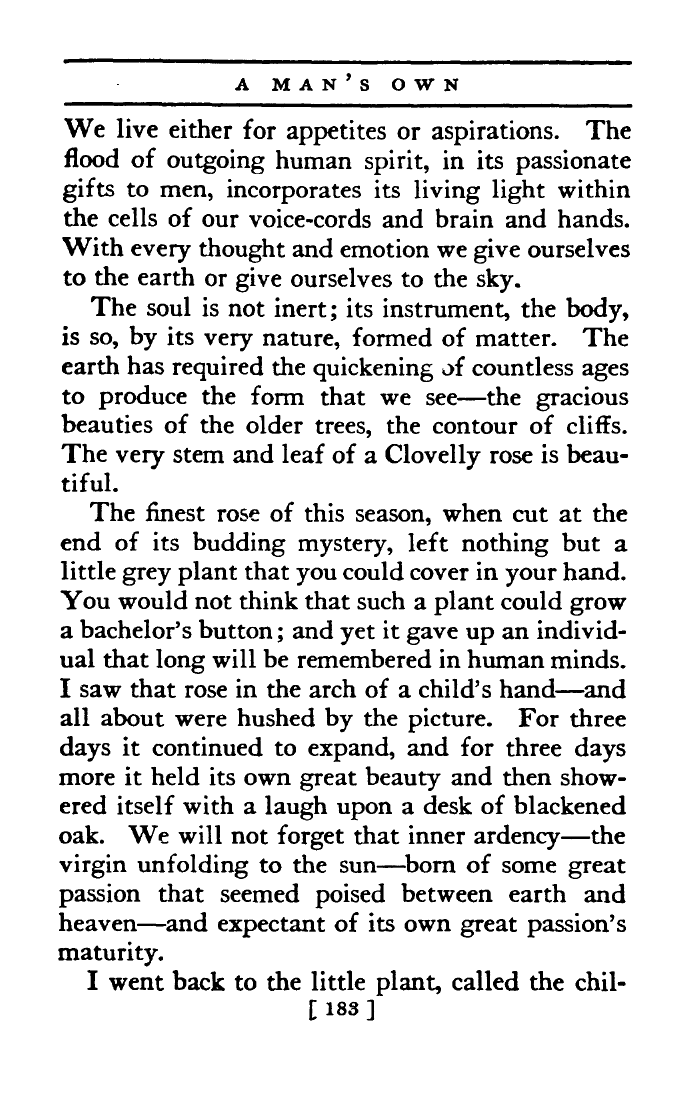 A MAN'S OWN
We live either for appetites or aspirations. The
flood of outgoing human spirit, in its passionate
gifts to men, incorporates its living light within
the cells of our voice-cords and brain and hands.
With every thought and emotion we give ourselves
to the earth or give ourselves to the sky.
The soul is not inert; its instrument, the body,
is so, by its very nature, formed of matter. The
earth has required the quickening of countless ages
to produce the form that we see—the gracious
beauties of the older trees, the contour of cliffs.
The very stem and leaf of a Clovelly rose is beau-
tiful.
The finest rose of this season, when cut at the
end of its budding mystery, left nothing but a
little grey plant that you could cover in your hand.
You would not think that such a plant could grow
a bachelor's button; and yet it gave up an individ-
ual that long will be remembered in human minds.
I saw that rose in the arch of a child's hand—and
all about were hushed by the picture. For three
days it continued to expand, and for three days
more it held its own great beauty and then show-
ered itself with a laugh upon a desk of blackened
oak. We will not forget that inner ardency—the
virgin unfolding to the sun—born of some great
passion that seemed poised between earth and
heaven—and expectant of its own great passion's
maturity.
I went back to the little plant, called the chil-
[ 183 ]